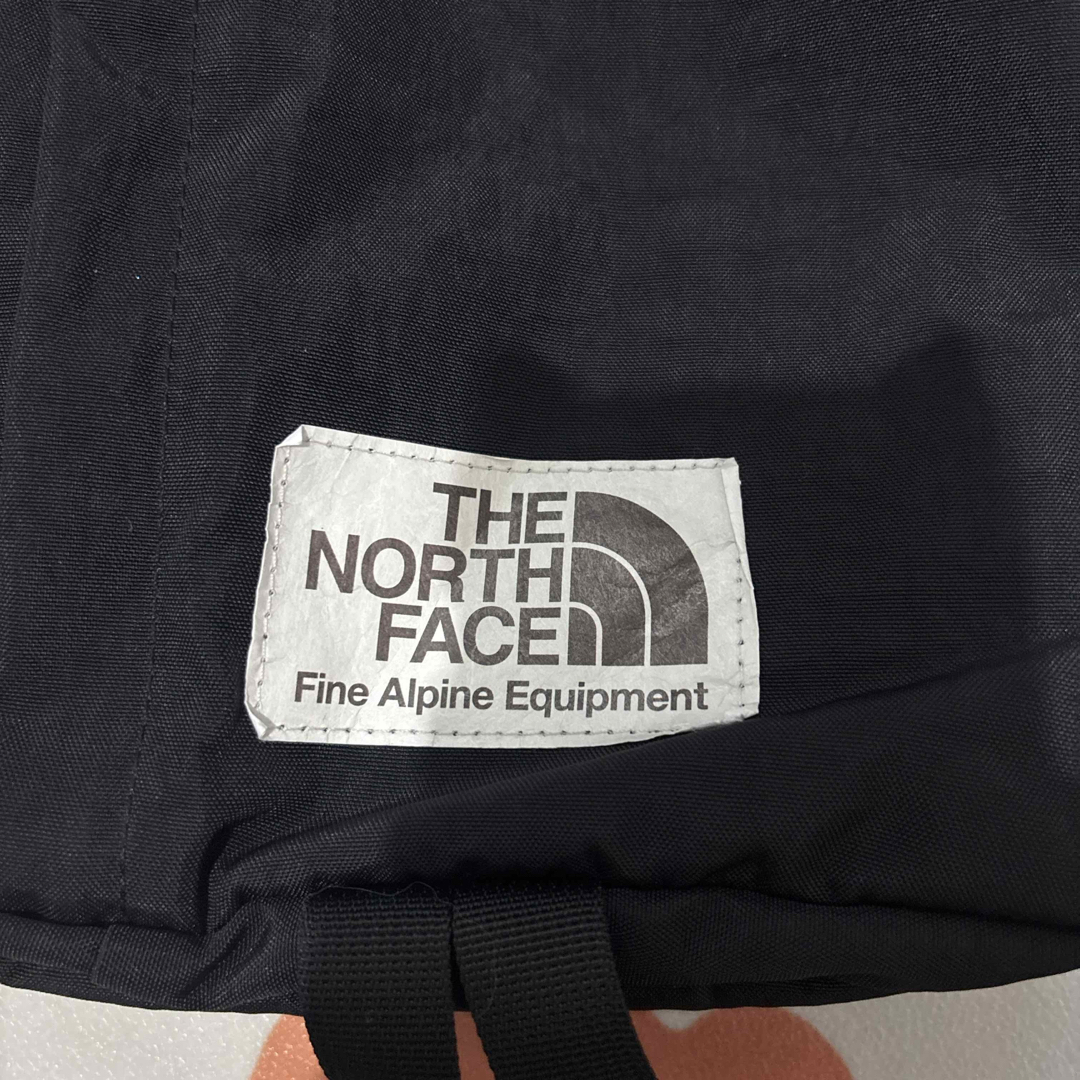 THE
NORTH
FACE
Fine Alpine Equipment